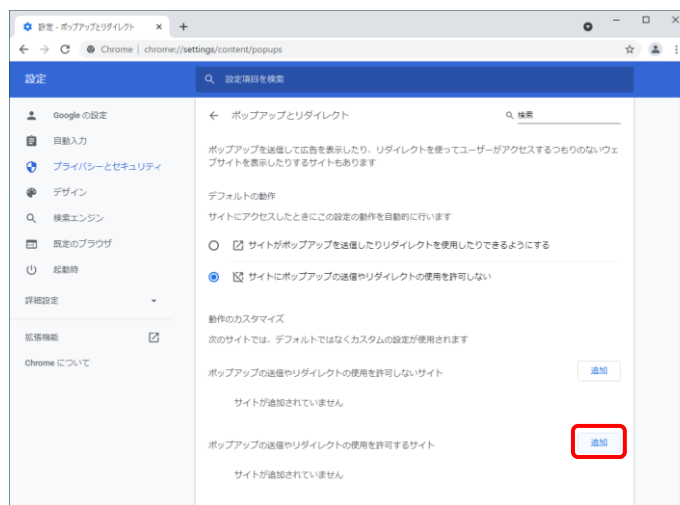 設定 - ポップアップとリダイレクト
Chrome | chrome://settings/content/popups
設定
設定項目を検索
Google の設定
自動入力
プライバシーとセキュリティ
デザイン
検索エンジン
既定のブラウザ
起動時
詳細設定
拡張機能
Chrome について
ポップアップとリダイレクト
検索
ポップアップを送信して広告を表示したり、リダイレクトを使ってユーザーがアクセスするつもりのないウェ
ブサイトを表示したりするサイトもあります
デフォルトの動作
サイトにアクセスしたときにこの設定の動作を自動的に行います
サイトがポップアップを送信したりリダイレクトを使用したりできるようにする
サイトにポップアップの送信やリダイレクトの使用を許可しない
動作のカスタマイズ
次のサイトでは、デフォルトではなくカスタムの設定が使用されます
ポップアップの送信やリダイレクトの使用を許可しないサイト
追加
サイトが追加されていません
ポップアップの送信やリダイレクトの使用を許可するサイト
追加
サイトが追加されていません